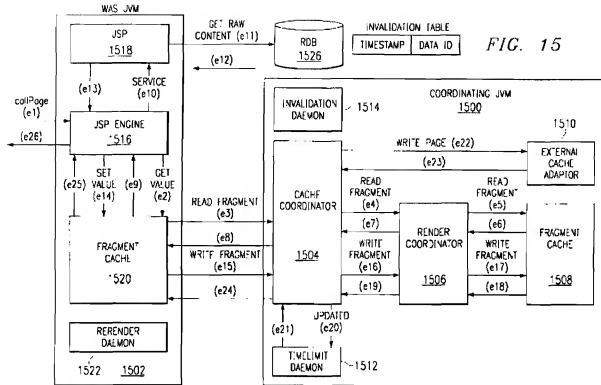 WAS JVM
JSP
1518
GET RAW
CONTENT (e11)
(e12)
RDB
1526
INVALIDATION TABLE
TIMESTAMP DATA ID
FIG. 15
(e13)
SERVICE
(e10)
callPage
(e1)
(e26)
JSP ENGINE
1516
(e25)
SET
VALUE
(e14)
(e9)
GET
VALUE
(e2)
FRAGMENT
CACHE
1520
RERENDER
DAEMON
1522
1502
READ FRAGMENT
(e3)
(e8)
WRITE FRAGMENT
(e15)
(e24)
INVALIDATION
DAEMON
1514
COORDINATING JVM
1500
1510
WRITE PAGE (e22)
(e23)
EXTERNAL
CACHE
ADAPTOR
CACHE
COORDINATOR
1504
READ
FRAGMENT
(e4)
(e7)
WRITE
FRAGMENT
(e16)
(e19)
RENDER
COORDINATOR
1506
READ
FRAGMENT
(e5)
(e6)
WRITE
FRAGMENT
(e17)
(e18)
FRAGMENT
CACHE
1508
(e21)
UPDATED
(e20)
TIMELIMIT
DAEMON
1512